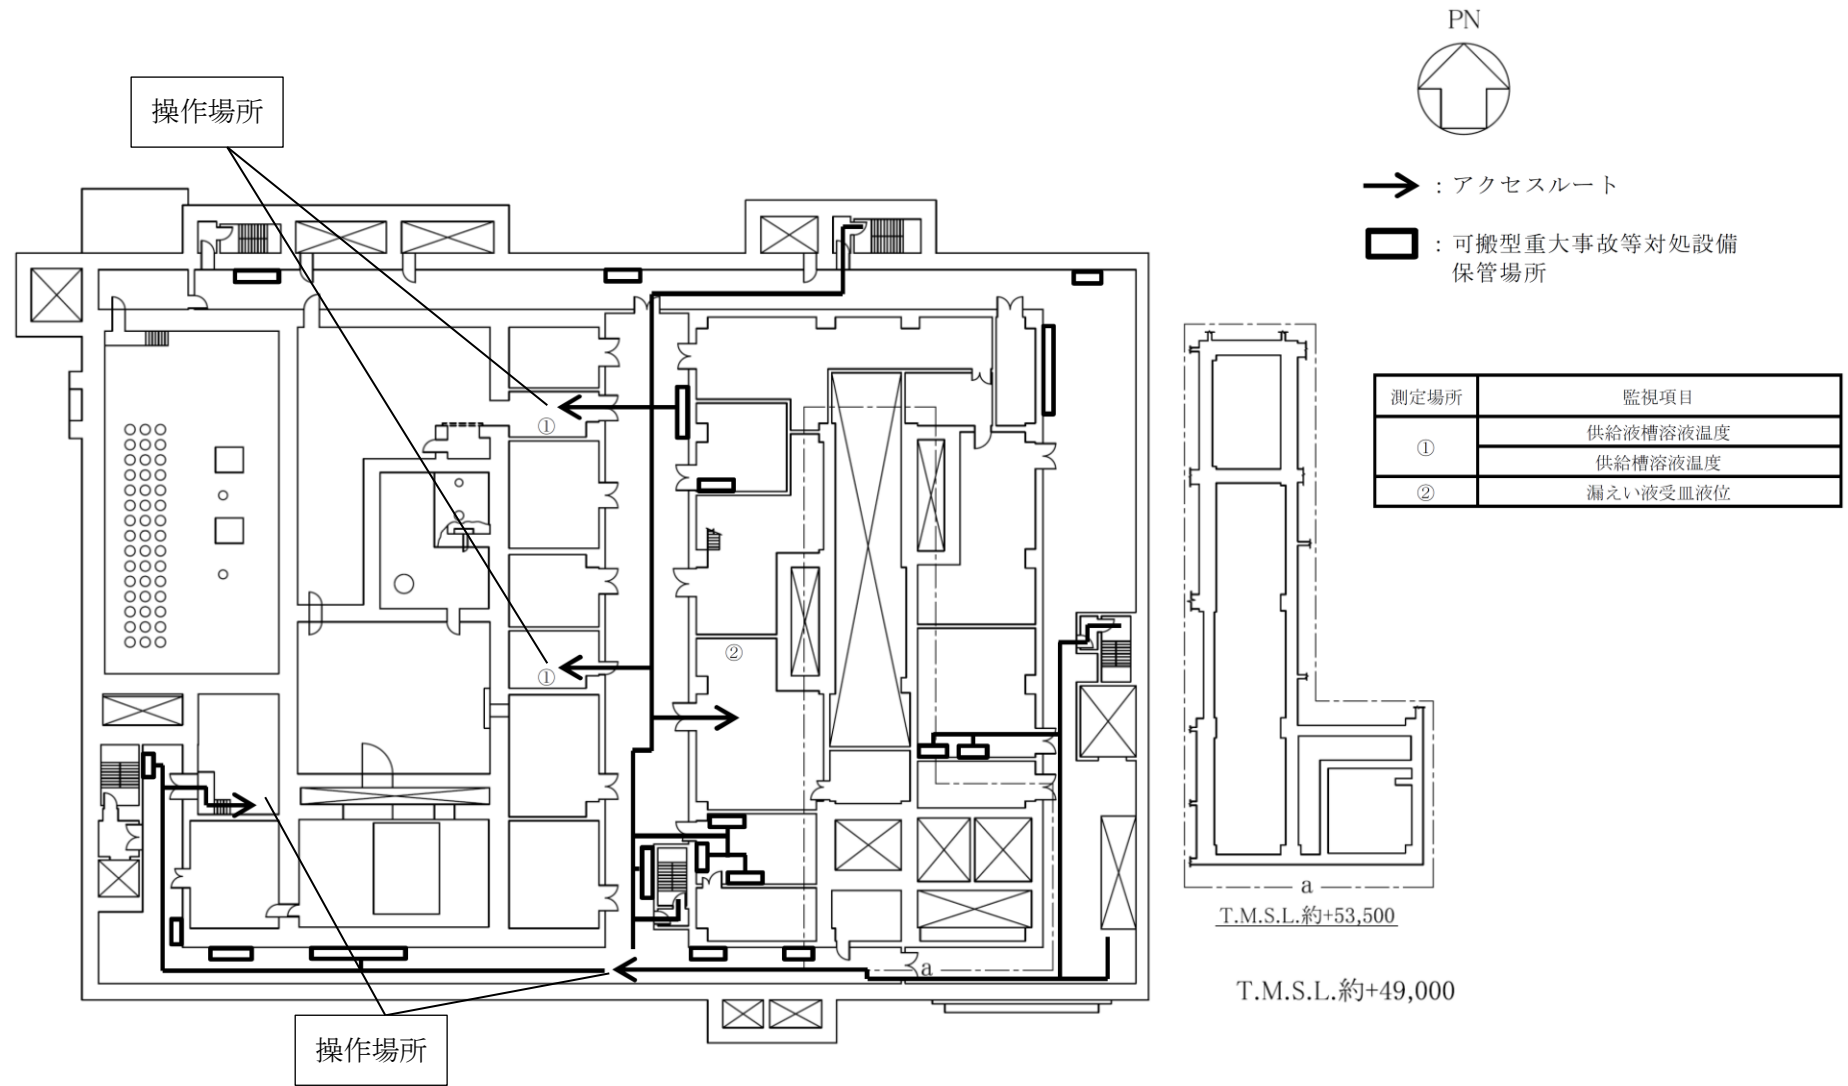 PN
操作場所
：アクセスルート
：可搬型重大事故等対処設備
保管場所
測定場所 監視項目
① 供給液槽溶液温度
供給槽溶液温度
② 漏えい液受皿液位
①
①
②
a
a
T.M.S.L.約+53,500
T.M.S.L.約+49,000
操作場所